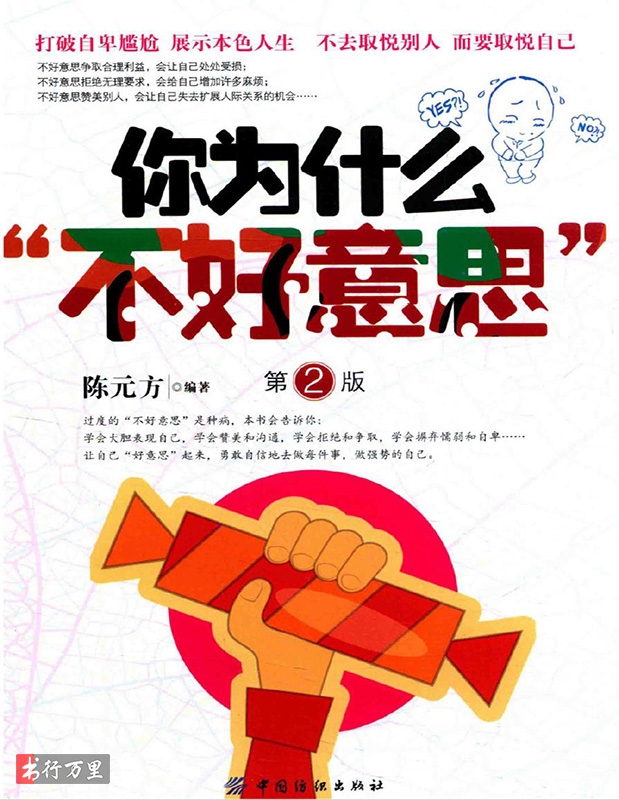 打破自卑尴尬 展示本色人生 不去取悦别人 而要取悦自己
不好意思争取合理利益，会让自己处处受损；
不好意思拒绝无理要求，会给自己增加许多麻烦；
不好意思赞美别人，会让自己失去扩展人际关系的机会……
YES?!
NO?
你为什么
“不好意思”
陈元方 ◎编著
第2版
过度的“不好意思”是种病，本书会告诉你：
学会大胆表现自己，学会赞美和沟通，学会拒绝和争取，学会摒弃懦弱和自卑……
让自己“好意思”起来，勇敢自信地去做每件事，做强势的自己。
书行万里
中国纺织出版社